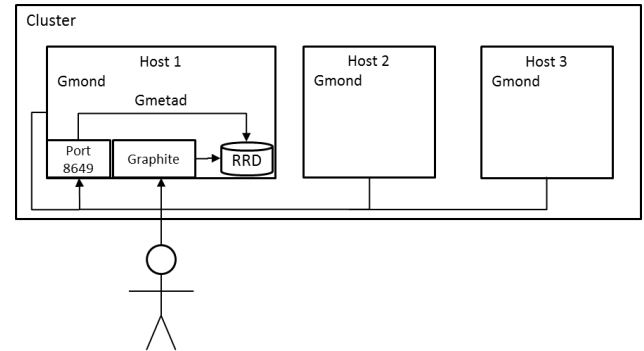 Cluster
Host 1
Gmond
Gmetad
Port
8649
Graphite
RRD
Host 2
Gmond
Host 3
Gmond